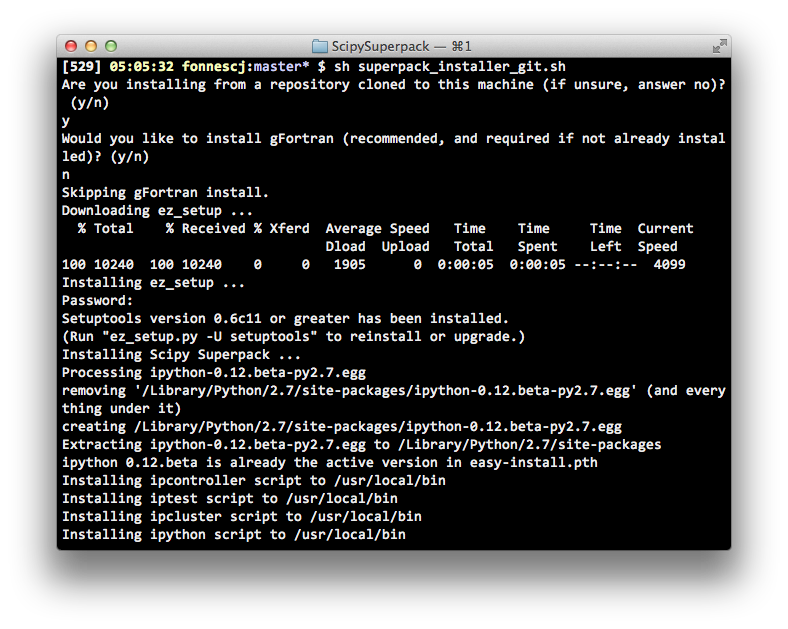 ScipySuperpack — ⌘1
[529] 05:05:32 fonnescj:master* $ sh superpack_installer_git.sh
Are you installing from a repository cloned to this machine (if unsure, answer no)?
(y/n)
y
Would you like to install gFortran (recommended, and required if not already instal
led)? (y/n)
n
Skipping gFortran install.
Downloading ez_setup ...
% Total % Received % Xferd Average Speed Time Time Time Current
Dload Upload Total Spent Left Speed
100 10240 100 10240 0 0 1905 0 0:00:05 0:00:05 --:--:-- 4099
Installing ez_setup ...
Password:
Setuptools version 0.6c11 or greater has been installed.
(Run "ez_setup.py -U setuptools" to reinstall or upgrade.)
Installing Scipy Superpack ...
Processing ipython-0.12.beta-py2.7.egg
removing '/Library/Python/2.7/site-packages/ipython-0.12.beta-py2.7.egg' (and every
thing under it)
creating /Library/Python/2.7/site-packages/ipython-0.12.beta-py2.7.egg
Extracting ipython-0.12.beta-py2.7.egg to /Library/Python/2.7/site-packages
ipython 0.12.beta is already the active version in easy-install.pth
Installing ipcontroller script to /usr/local/bin
Installing iptest script to /usr/local/bin
Installing ipcluster script to /usr/local/bin
Installing ipython script to /usr/local/bin